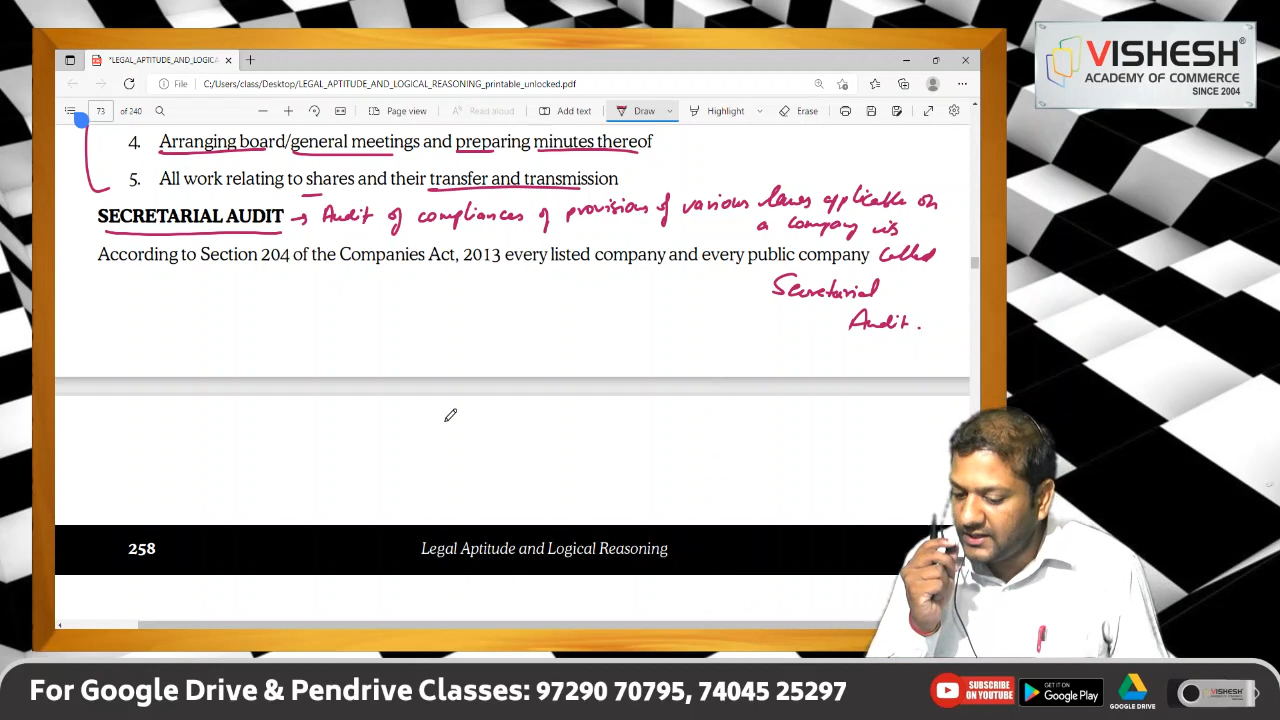 VISHESH®
ACADEMY OF COMMERCE
SINCE 2004
*LEGAL_APTITUDE_AND_LOGICA
File
C:/Users/class/Desktop/LEGAL_APTITUDE_AND_LOGICAL_REASONING_printable_unlocked.pdf
73 of 240
Page view
Read aloud
Add text
Draw
Highlight
Erase
4. Arranging board/general meetings and preparing minutes thereof
5. All work relating to shares and their transfer and transmission
SECRETARIAL AUDIT → Audit of compliances of provisions of various laws applicable on
a company is
According to Section 204 of the Companies Act, 2013 every listed company and every public company called
Secretarial
Audit.
258
Legal Aptitude and Logical Reasoning
For Google Drive & Pendrive Classes: 97290 70795, 74045 25297
SUBSCRIBE
ON YOUTUBE
GET IT ON
Google Play
GOOGLE DRIVE
VISHESH